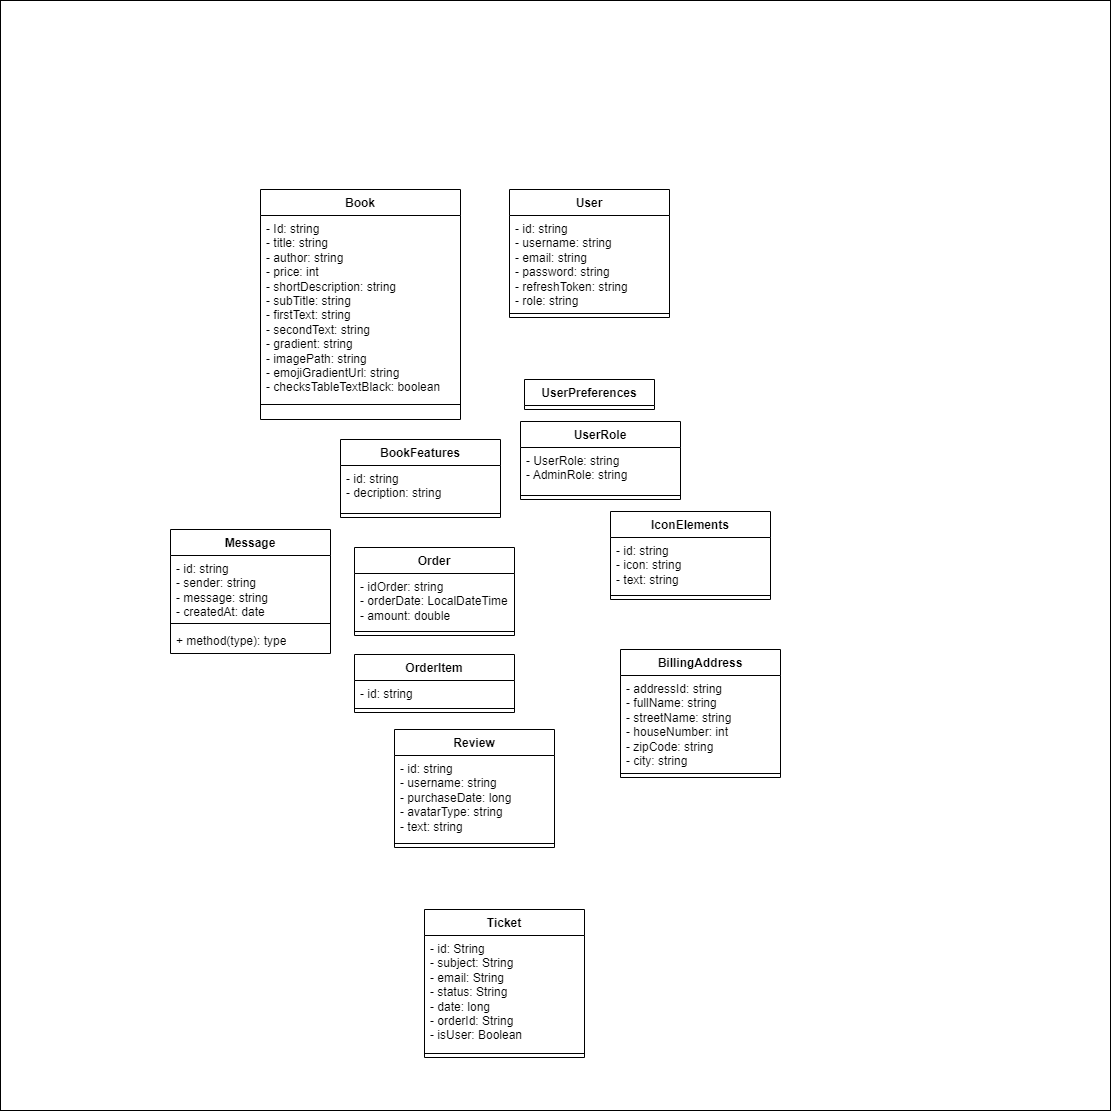 Book
- Id: string
- title: string
- author: string
- price: int
- shortDescription: string
- subTitle: string
- firstText: string
- secondText: string
- gradient: string
- imagePath: string
- emojiGradientUrl: string
- checksTableTextBlack: boolean
User
- id: string
- username: string
- email: string
- password: string
- refreshToken: string
- role: string
UserPreferences
UserRole
- UserRole: string
- AdminRole: string
BookFeatures
- id: string
- decription: string
IconElements
- id: string
- icon: string
- text: string
Message
- id: string
- sender: string
- message: string
- createdAt: date
+ method(type): type
Order
- idOrder: string
- orderDate: LocalDateTime
- amount: double
OrderItem
- id: string
BillingAddress
- addressId: string
- fullName: string
- streetName: string
- houseNumber: int
- zipCode: string
- city: string
Review
- id: string
- username: string
- purchaseDate: long
- avatarType: string
- text: string
Ticket
- id: String
- subject: String
- email: String
- status: String
- date: long
- orderId: String
- isUser: Boolean